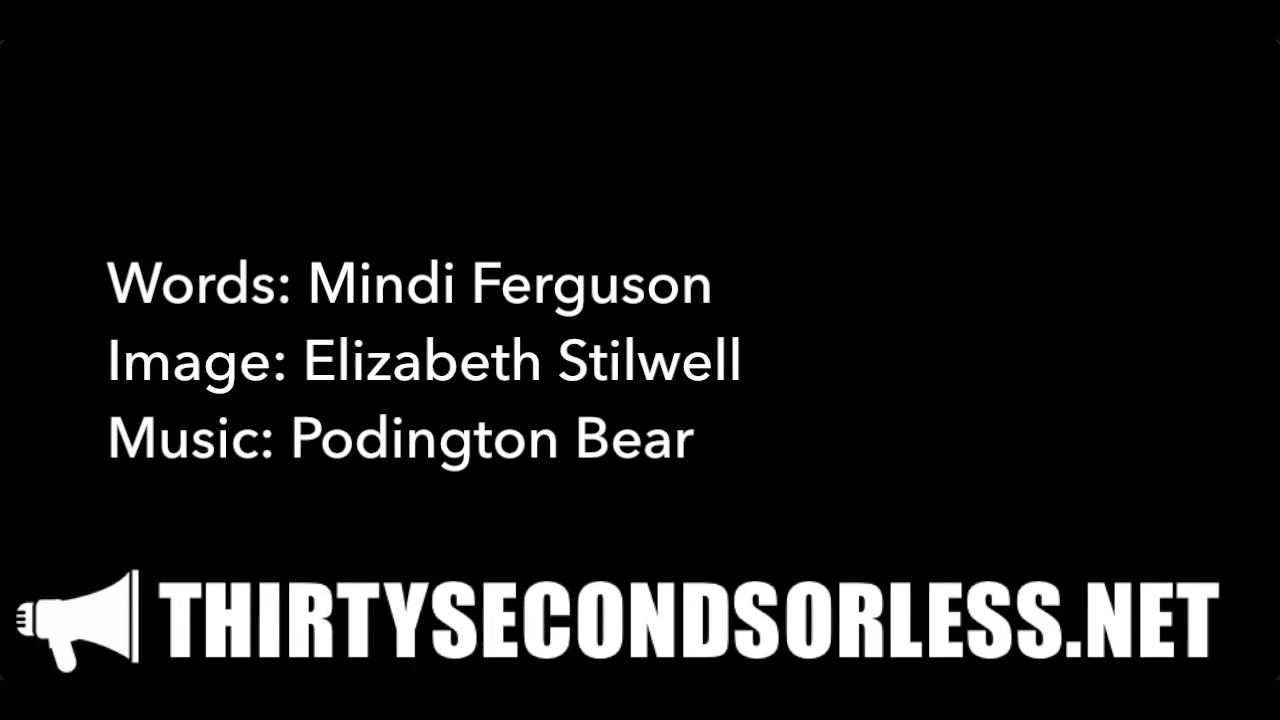 Words: Mindi Ferguson
Image: Elizabeth Stilwell
Music: Podington Bear
THIRTYSECONDSORLESS.NET